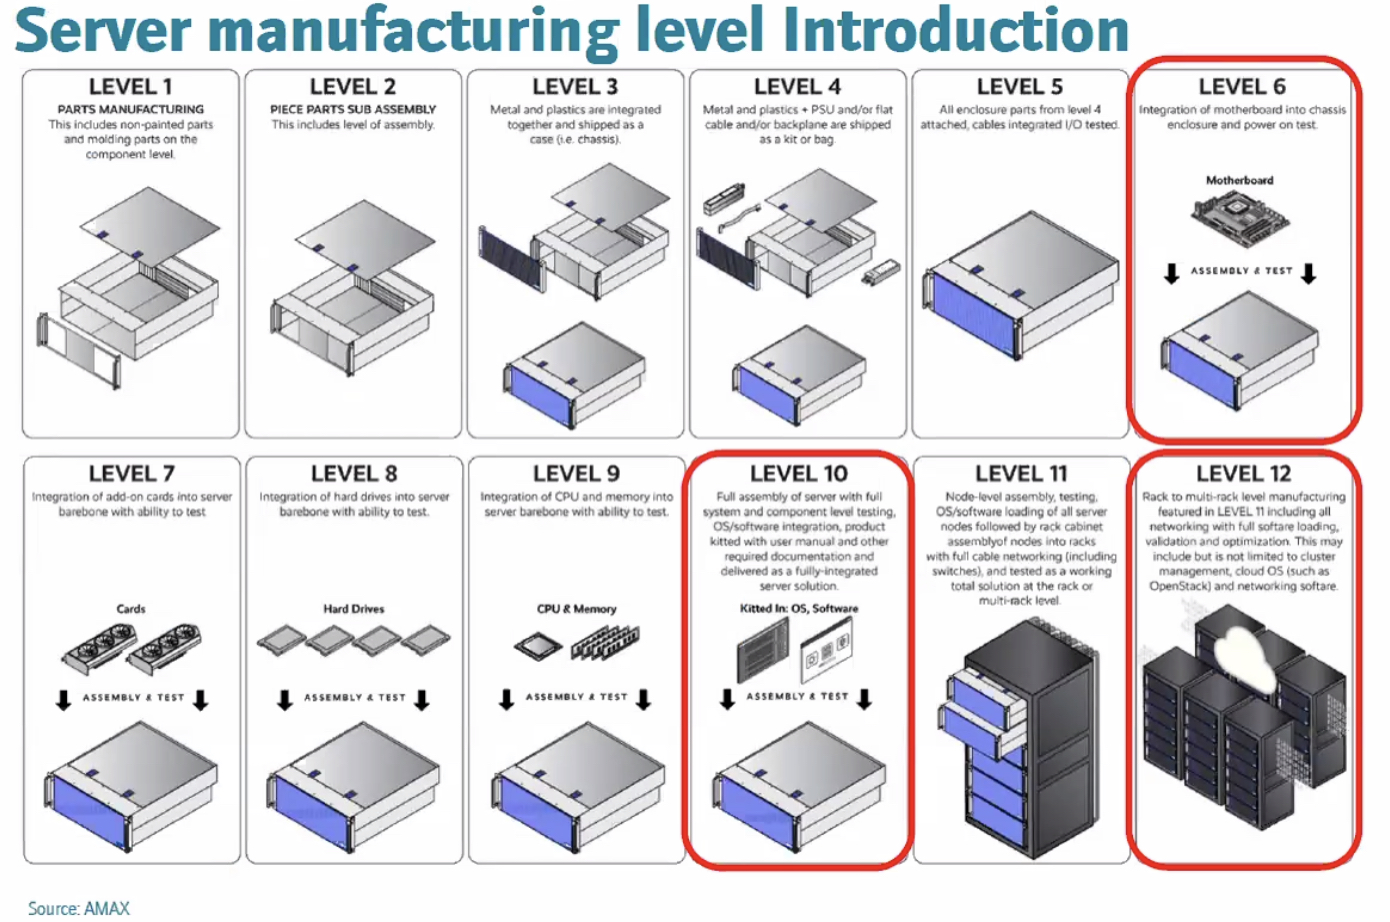 Server manufacturing level Introduction
LEVEL 1
PARTS MANUFACTURING
This includes non-painted parts
and molding parts on the
component level.
LEVEL 2
PIECE PARTS SUB ASSEMBLY
This includes level of assembly.
LEVEL 3
Metal and plastics are integrated
together and shipped as a
case (i.e. chassis).
LEVEL 4
Metal and plastics + PSU and/or flat
cable and/or backplane are shipped
as a kit or bag.
LEVEL 5
All enclosure parts from level 4
attached, cables integrated I/O tested.
LEVEL 6
Integration of motherboard into chassis
enclosure and power on test.
Motherboard
ASSEMBLY & TEST
LEVEL 7
Integration of add-on cards into server
barebone with ability to test
Cards
ASSEMBLY & TEST
LEVEL 8
Integration of hard drives into server
barebone with ability to test.
Hard Drives
ASSEMBLY & TEST
LEVEL 9
Integration of CPU and memory into
server barebone with ability to test.
CPU & Memory
ASSEMBLY & TEST
LEVEL 10
Full assembly of server with full
system and component level testing,
OS/software integration, product
kitted with user manual and other
required documentation and
delivered as a fuilly-integrated
server solution.
Kitted In: OS, Software
ASSEMBLY & TEST
LEVEL 11
Node-level assembly, testing,
OS/software loading of all server
nodes followed by rack cabinet
assemblyof nodes into racks
with full cable networking (including
switches), and tested as a working
total solution at the rack or
multi-rack level.
LEVEL 12
Rack to multi-rack level manufacturing
featured in LEVEL 11 including all
networking with full softare loading,
validation and optimization. This may
include but is not limited to cluster
management, cloud OS (such as
OpenStack) and networking softare.
Source: AMAX